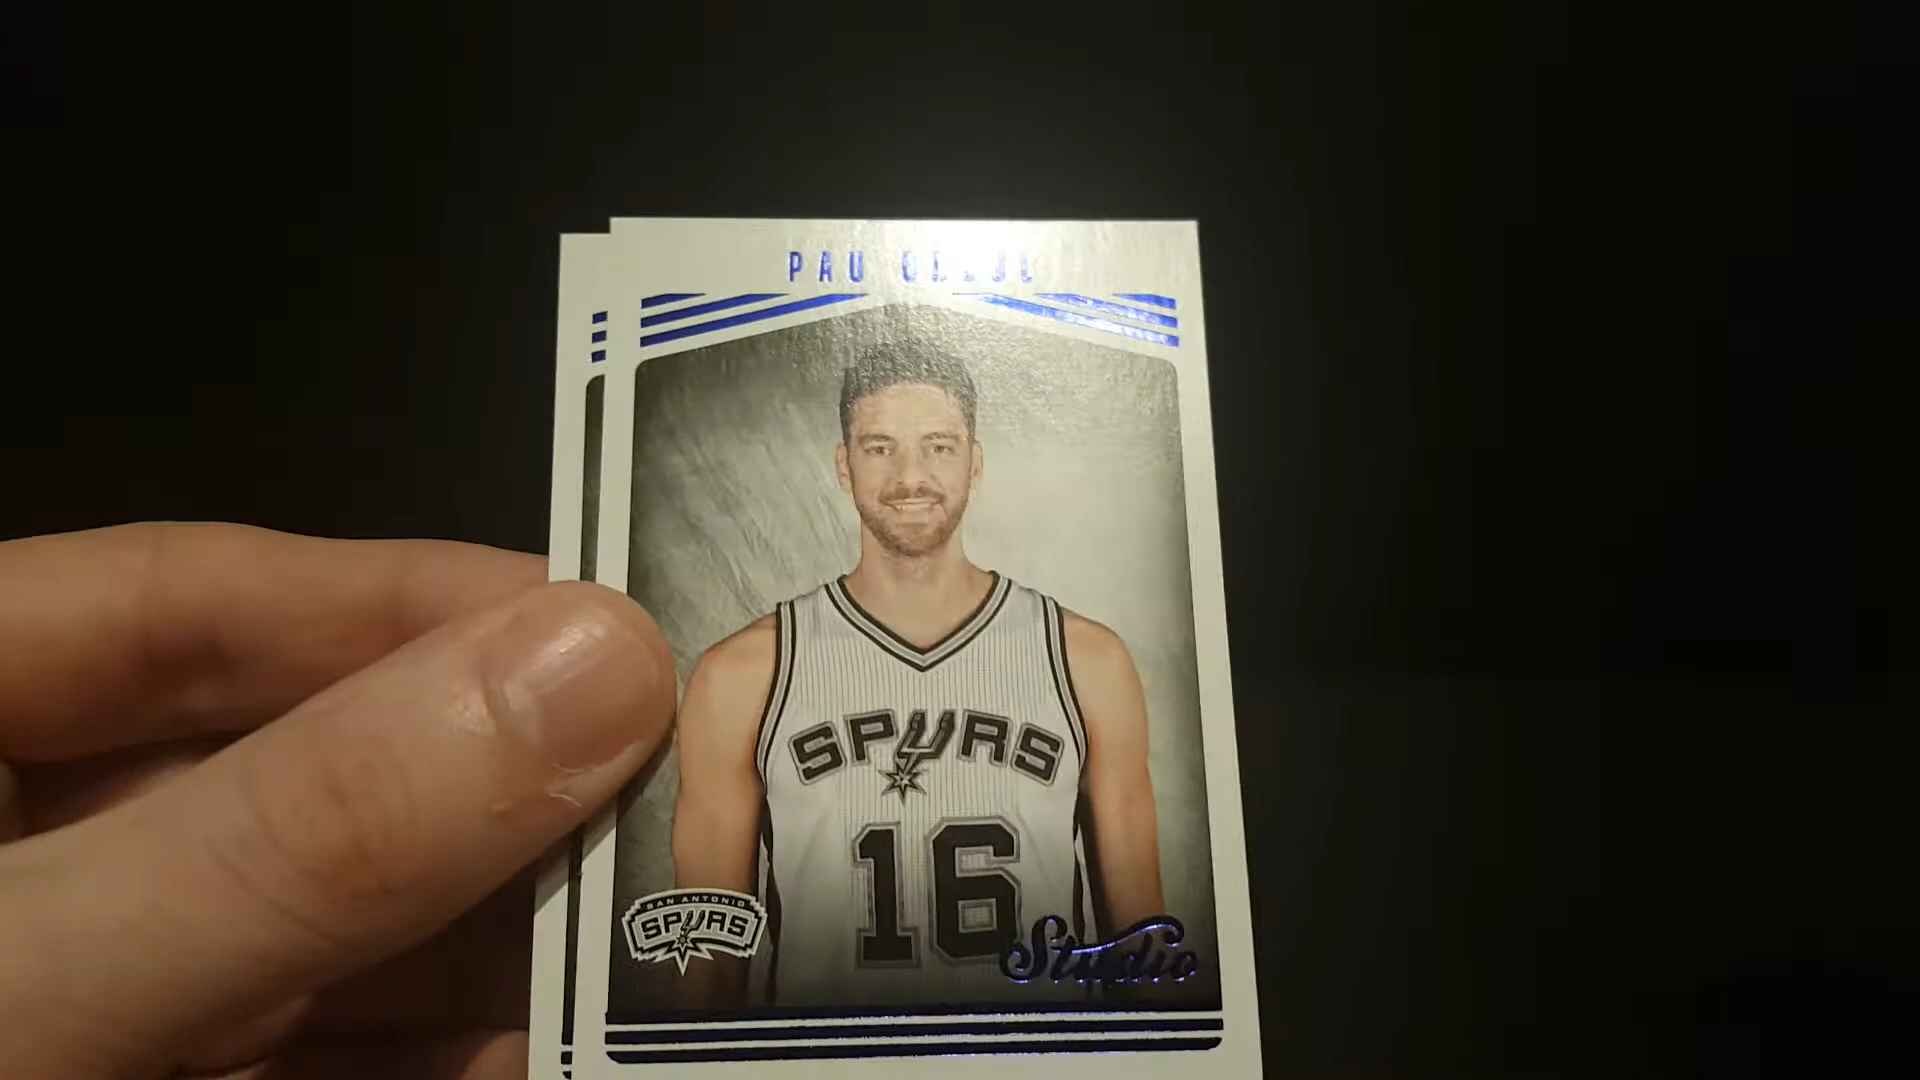 PAU
SPURS
16
SAN ANTONIO
SPURS
Studio